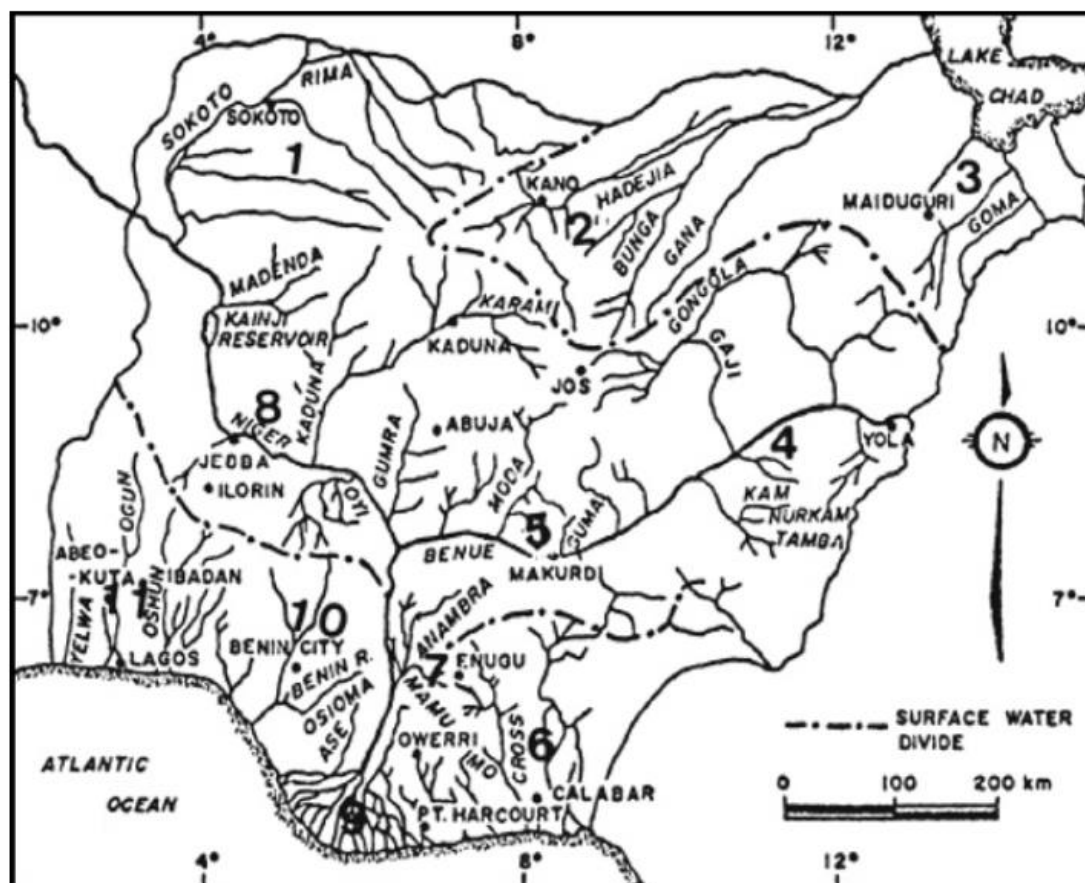 4°
8°
12°
LAKE
CHAD
RIMA
SOKOTO
SOKOTO
1
KANO
HADEJIA
2
BUNGA
GANA
MAIDUGURI
3
GOMA
MADENDA
KAINJI
RESERVOIR
10°
KARAMI
KADUNA
GONGOLA
10°
JOS
GAJI
KADUNA
8
NIGER
JEBBA
ILORIN
GUMRA
ABUJA
MODA
OYI
4
YOLA
KAM
NURKAM
TAMBA
N
OGUN
ABEO-
KUTA
IBADAN
OSHUN
YELWA
11
LAGOS
7°
BENUE
5
GUMA
MAKURDI
7°
10
BENIN CITY
BENIN R.
OSIOMA
ASE
ANAMBRA
7
ENUGU
MAMU
OWERRI
IMO
CROSS
6
CALABAR
PT. HARCOURT
9
ATLANTIC
OCEAN
SURFACE WATER
DIVIDE
0 100 200 km
4°
8°
12°